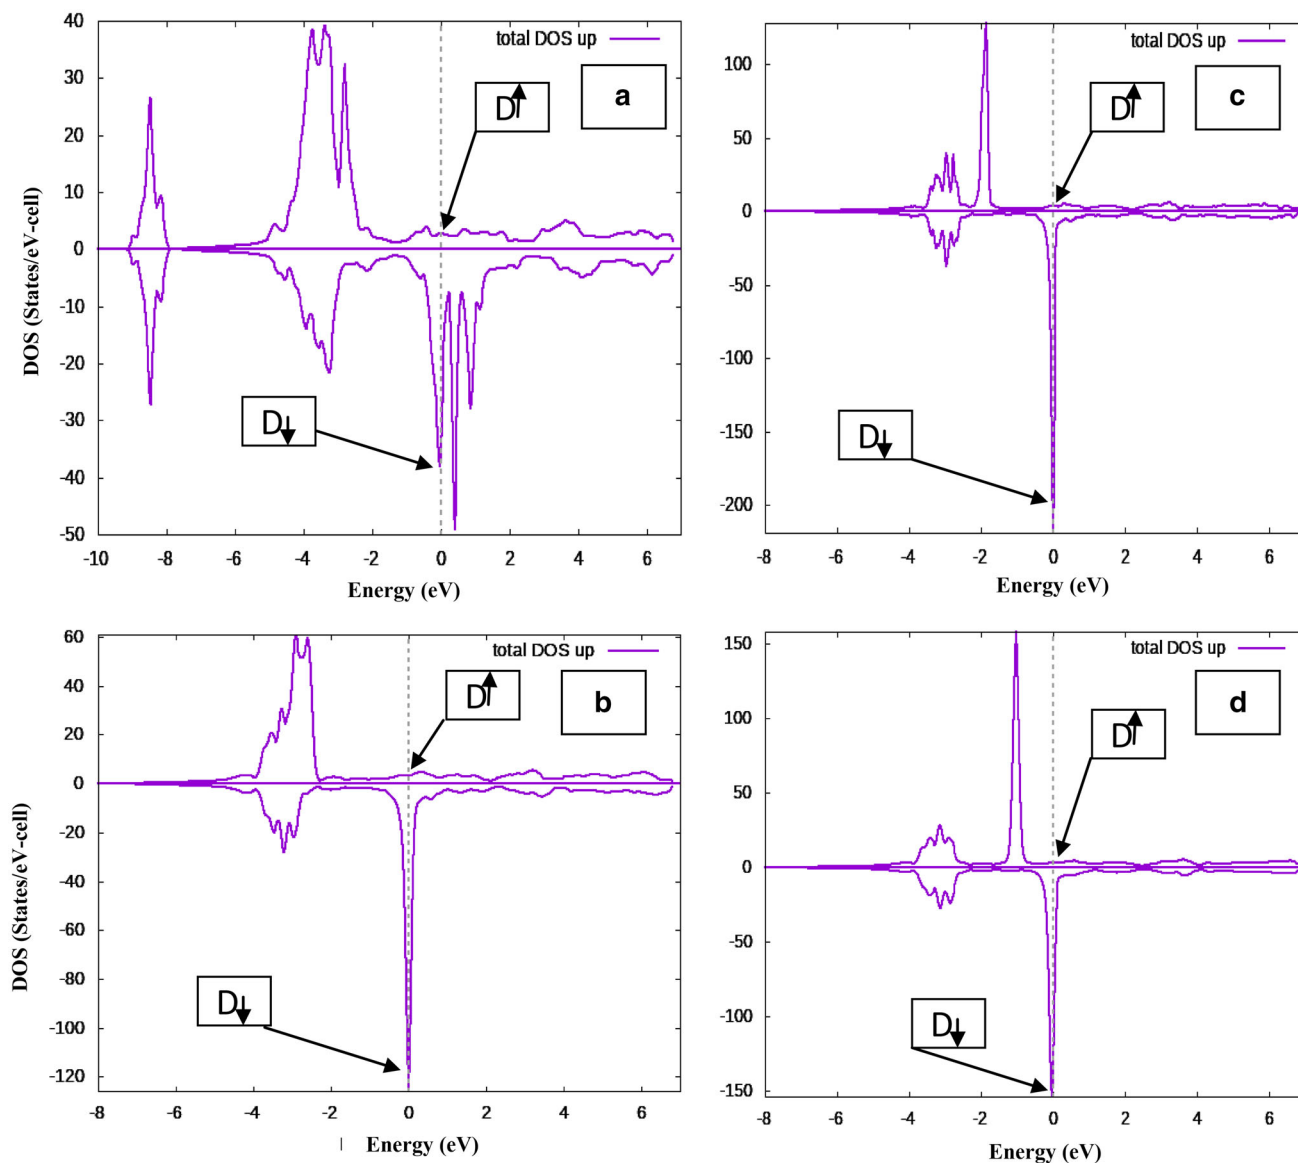 total DOS up
D↑
a
D↓
DOS (States/eV-cell)
40
30
20
10
0
0
-10
-20
-30
-40
-50
-10 -8 -6 -4 -2 0 2 4 6
Energy (eV)
total DOS up
D↑
c
D↓
100
50
0
-50
-100
-150
-200
-8 -6 -4 -2 0 2 4 6
Energy (eV)
total DOS up
D↑
b
D↓
DOS (States/eV-cell)
60
40
20
0
-20
-40
-60
-80
-100
-120
-8 -6 -4 -2 0 2 4 6
Energy (eV)
total DOS up
D↑
d
D↓
150
100
50
0
-50
-100
-150
-8 -6 -4 -2 0 2 4 6
Energy (eV)